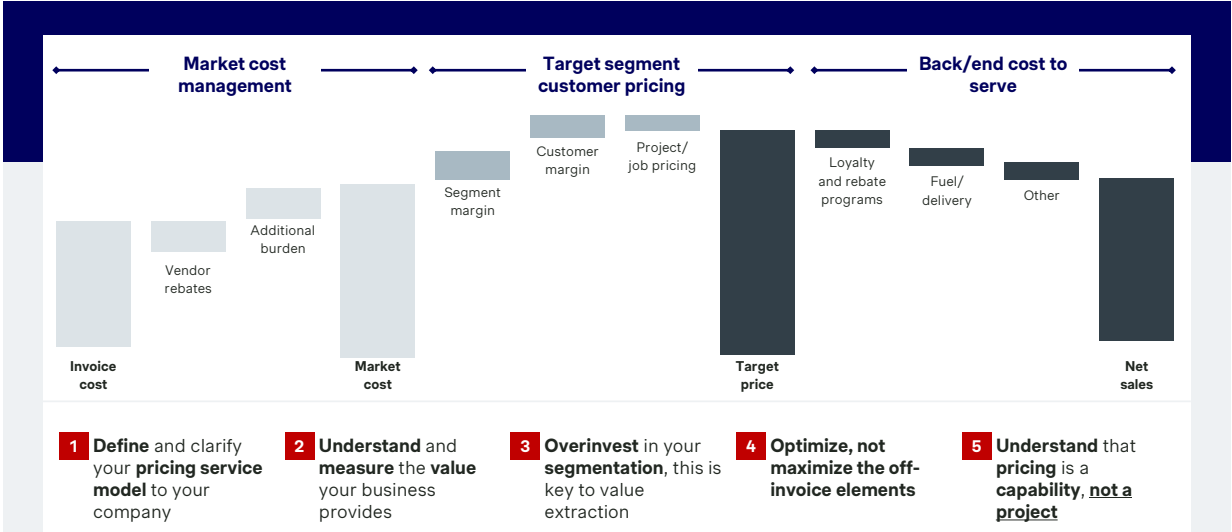 Market cost
management
Target segment
customer pricing
Back/end cost to
serve
Invoice
cost
Vendor
rebates
Additional
burden
Market
cost
Segment
margin
Customer
margin
Project/
job pricing
Target
price
Loyalty
and rebate
programs
Fuel/
delivery
Other
Net
sales
1
Define and clarify
your pricing service
model to your
company
2
Understand and
measure the value
your business
provides
3
Overinvest in your
segmentation, this is
key to value
extraction
4
Optimize, not
maximize the off-
invoice elements
5
Understand that
pricing is a
capability, not a
project